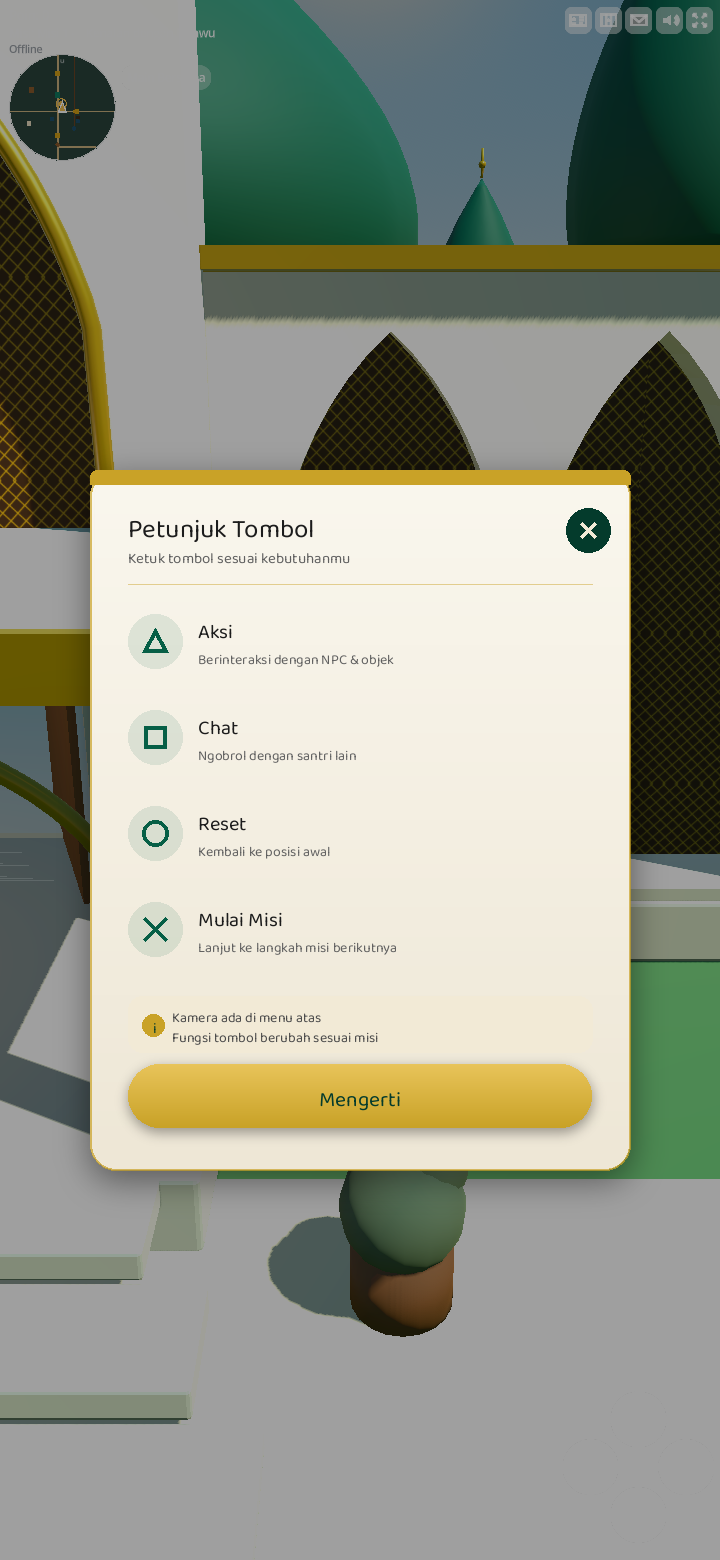 Offline
Petunjuk Tombol
Ketuk tombol sesuai kebutuhanmu
Aksi
Berinteraksi dengan NPC & objek
Chat
Ngobrol dengan santri lain
Reset
Kembali ke posisi awal
Mulai Misi
Lanjut ke langkah misi berikutnya
Kamera ada di menu atas
Fungsi tombol berubah sesuai misi
Mengerti